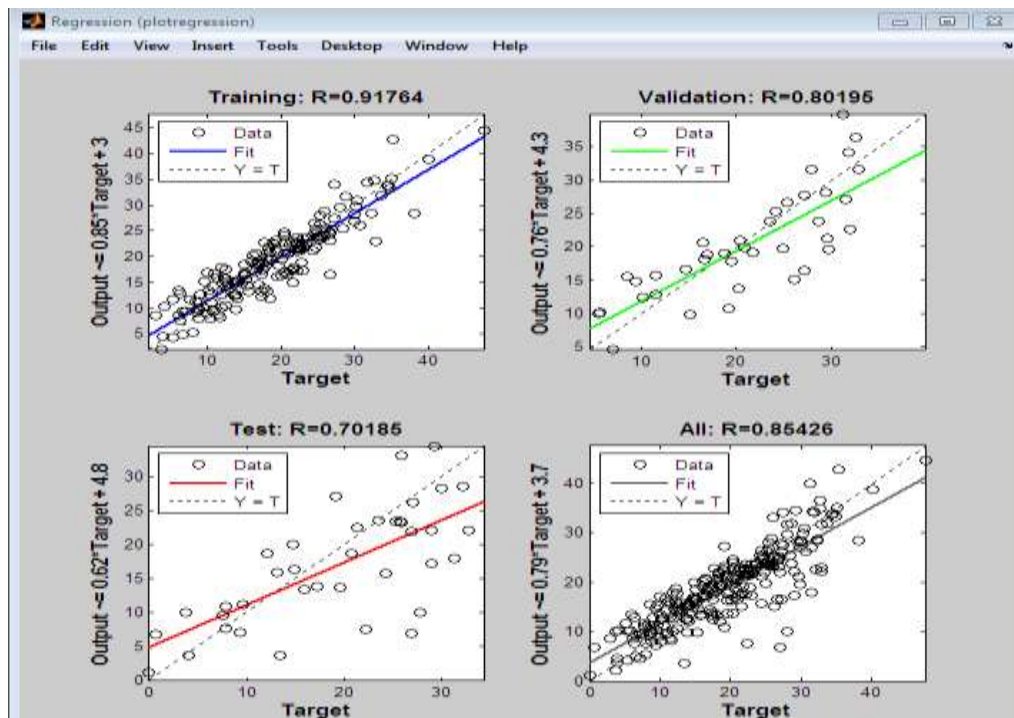 Regression (plotregression)
File Edit View Insert Tools Desktop Window Help
Training: R=0.91764
Output ~= 0.85*Target + 3
45
40
35
30
25
20
15
10
5
Data
Fit
Y = T
10 20 30 40
Target
Validation: R=0.80195
Output ~= 0.76*Target + 4.3
35
30
25
20
15
10
5
Data
Fit
Y = T
10 20 30
Target
Test: R=0.70185
Output ~= 0.62*Target + 4.8
30
25
20
15
10
5
0
Data
Fit
Y = T
0 10 20 30
Target
All: R=0.85426
Output ~= 0.79*Target + 3.7
40
30
20
10
0
Data
Fit
Y = T
0 10 20 30 40
Target